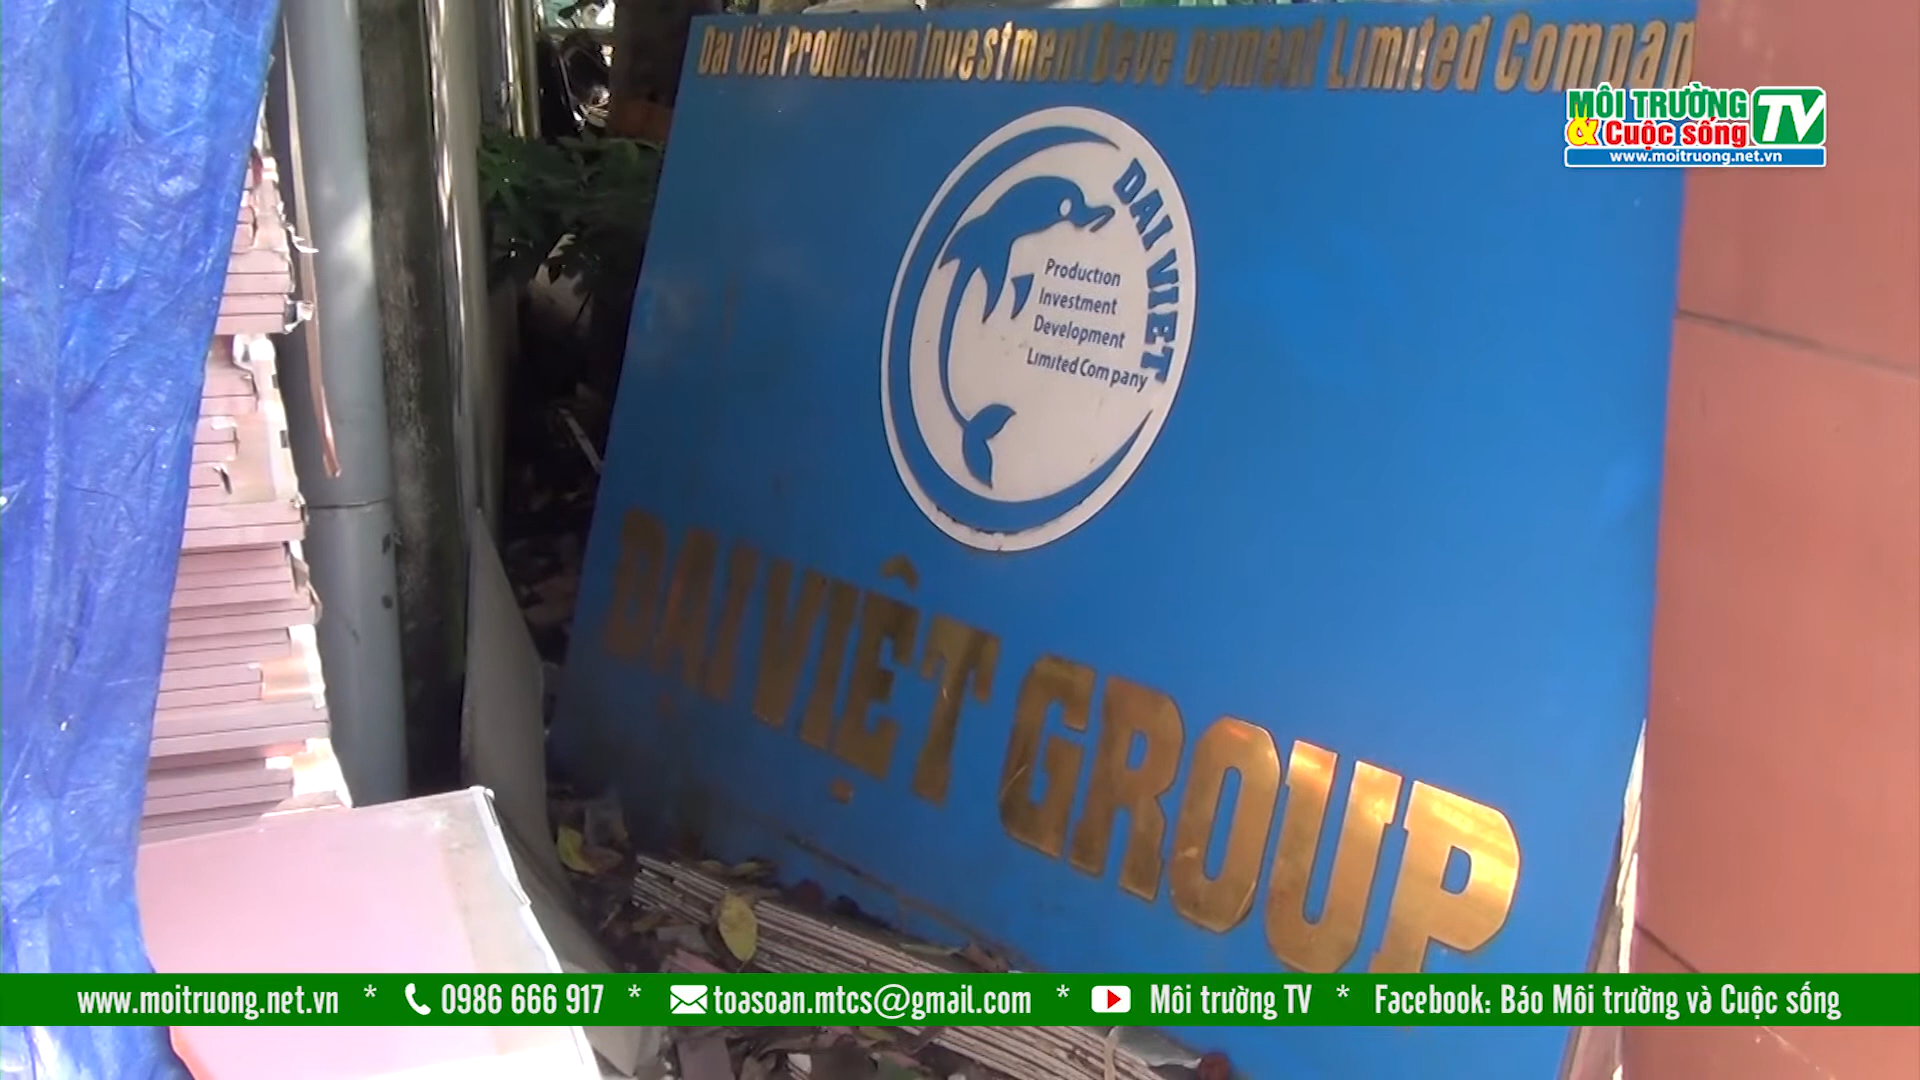 Dai Viet Production Investment Deve opment Limited Compan
MÔI TRƯỜNG
& Cuộc sống
TV
www.moitruong.net.vn
DAI VIET
Production
Investment
Development
Limited Company
ĐẠI VIỆT GROUP
www.moitruong.net.vn * 0986 666 917 * toasoan.mtcs@gmail.com * Môi trường TV * Facebook: Báo Môi trường và Cuộc sống